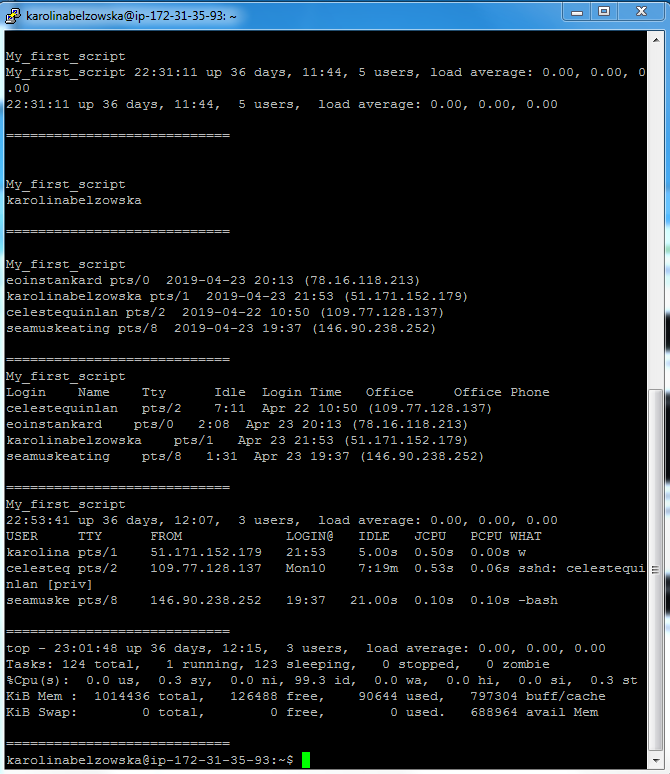 karolinabelzowska@ip-172-31-35-93: ~
My_first_script
My_first_script 22:31:11 up 36 days, 11:44, 5 users, load average: 0.00, 0.00, 0
.00
22:31:11 up 36 days, 11:44,  5 users,  load average: 0.00, 0.00, 0.00
============================
My_first_script
karolinabelzowska
============================
My_first_script
eoinstankard pts/0  2019-04-23 20:13 (78.16.118.213)
karolinabelzowska pts/1  2019-04-23 21:53 (51.171.152.179)
celestequinlan pts/2  2019-04-22 10:50 (109.77.128.137)
seamuskeating pts/8  2019-04-23 19:37 (146.90.238.252)
============================
My_first_script
Login    Name    Tty      Idle  Login Time   Office     Office Phone
celestequinlan   pts/2    7:11  Apr 22 10:50 (109.77.128.137)
eoinstankard    pts/0   2:08  Apr 23 20:13 (78.16.118.213)
karolinabelzowska    pts/1   Apr 23 21:53 (51.171.152.179)
seamuskeating    pts/8   1:31  Apr 23 19:37 (146.90.238.252)
============================
My_first_script
22:53:41 up 36 days, 12:07,  3 users,  load average: 0.00, 0.00, 0.00
USER     TTY      FROM             LOGIN@   IDLE   JCPU   PCPU WHAT
karolina pts/1    51.171.152.179   21:53    5.00s  0.50s  0.00s w
celesteq pts/2    109.77.128.137   Mon10    7:19m  0.53s  0.06s sshd: celestequi
nlan [priv]
seamuske pts/8    146.90.238.252   19:37   21.00s  0.10s  0.10s -bash
============================
top - 23:01:48 up 36 days, 12:15,  3 users,  load average: 0.00, 0.00, 0.00
Tasks: 124 total,   1 running, 123 sleeping,   0 stopped,   0 zombie
%Cpu(s):  0.0 us,  0.3 sy,  0.0 ni, 99.3 id,  0.0 wa,  0.0 hi,  0.0 si,  0.3 st
KiB Mem :  1014436 total,   126488 free,    90644 used,   797304 buff/cache
KiB Swap:        0 total,        0 free,        0 used.   688964 avail Mem
============================
karolinabelzowska@ip-172-31-35-93:~$